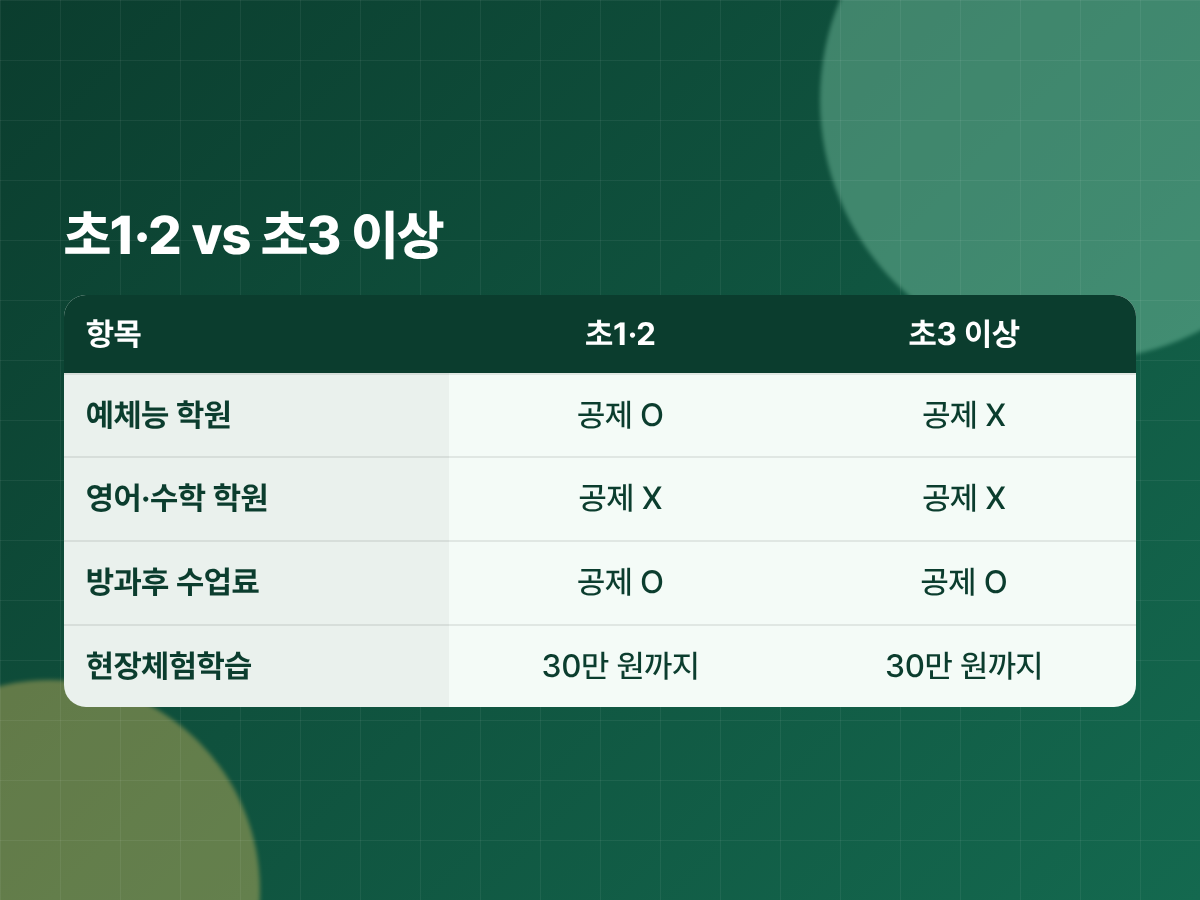 초1·2 vs 초3 이상
항목 초1·2 초3 이상
예체능 학원 공제 O 공제 X
영어·수학 학원 공제 X 공제 X
방과후 수업료 공제 O 공제 O
현장체험학습 30만 원까지 30만 원까지